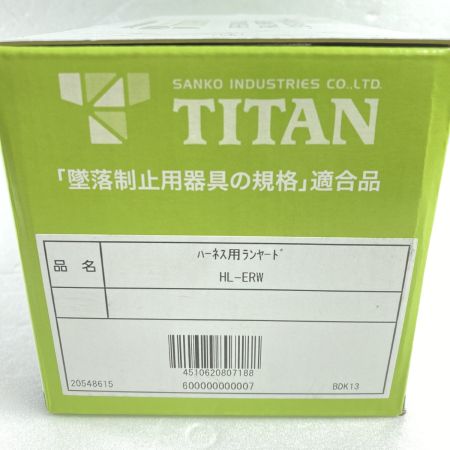 SANKO INDUSTRIES CO.,LTD.
TITAN
「墜落制止用器具の規格」適合品
品 名
ハーネス用ランヤード
HL-ERW
4510620807188
20548615
600000000007
BDK13